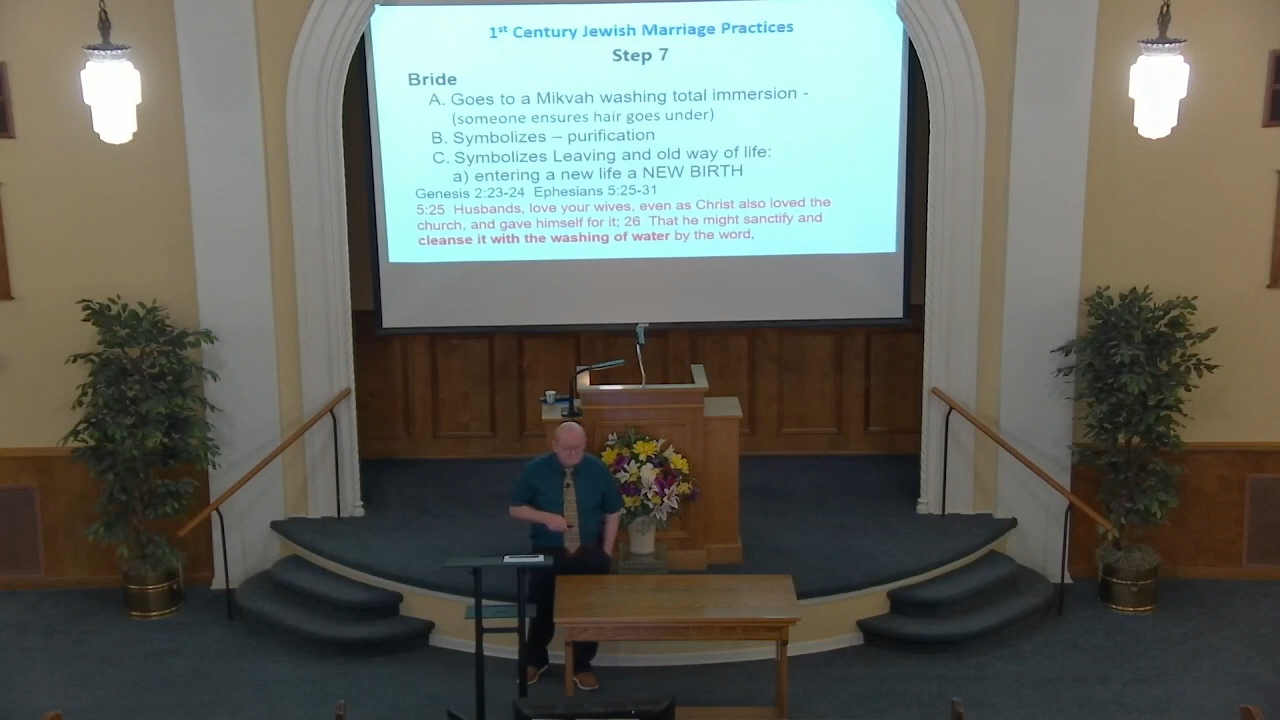 1st Century Jewish Marriage Practices
Step 7
Bride
A. Goes to a Mikvah washing total immersion -
(someone ensures hair goes under)
B. Symbolizes – purification
C. Symbolizes Leaving and old way of life:
a) entering a new life a NEW BIRTH
Genesis 2:23-24 Ephesians 5:25-31
5:25 Husbands, love your wives, even as Christ also loved the
church, and gave himself for it; 26 That he might sanctify and
cleanse it with the washing of water by the word,